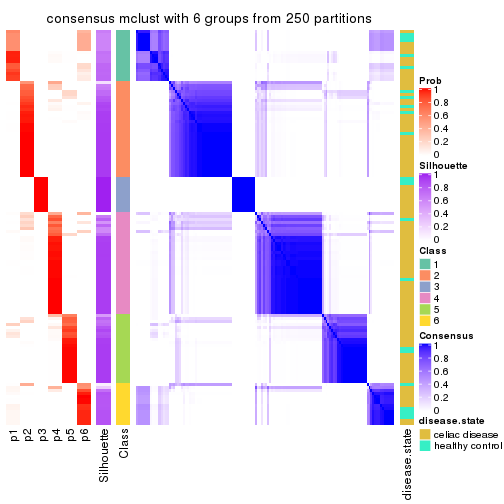 consensus mclust with 6 groups from 250 partitions
Prob
1
0.8
0.6
0.4
0.2
0
Silhouette
1
0.8
0.6
0.4
0.2
0
Class
1
2
3
4
5
6
Consensus
1
0.8
0.6
0.4
0.2
0
disease.state
celiac disease
healthy control
p1
p2
p3
p4
p5
p6
Silhouette
Class
disease.state